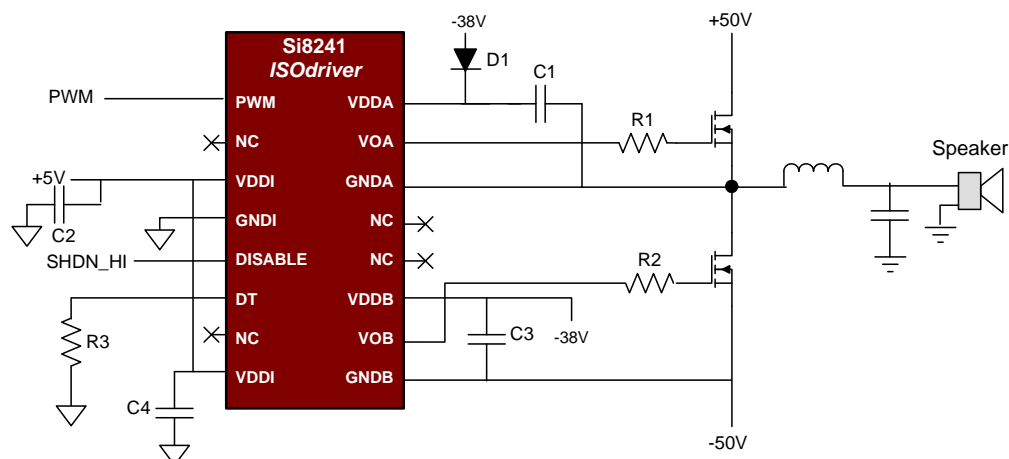 -38V
+50V
Si8241
ISOdriver
D1
C1
PWM
PWM
VDDA
R1
NC
VOA
Speaker
+5V
VDDI
GNDA
C2
GNDI
NC
SHDN_HI
DISABLE
NC
R2
DT
VDDB
R3
NC
VOB
C3
-38V
VDDI
GNDB
C4
-50V